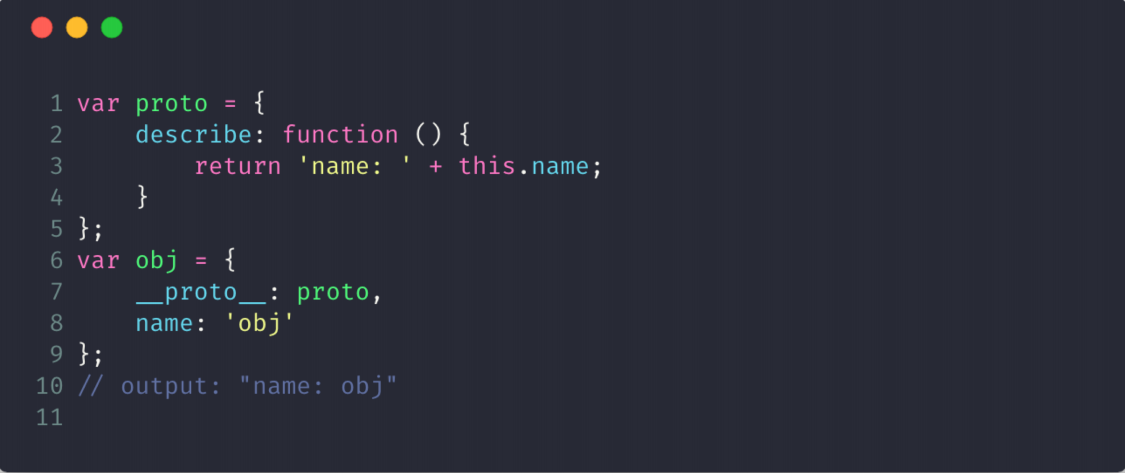 1 var proto = {
2     describe: function () {
3         return 'name: ' + this.name;
4     }
5 };
6 var obj = {
7     __proto__: proto,
8     name: 'obj'
9 };
10 // output: "name: obj"
11